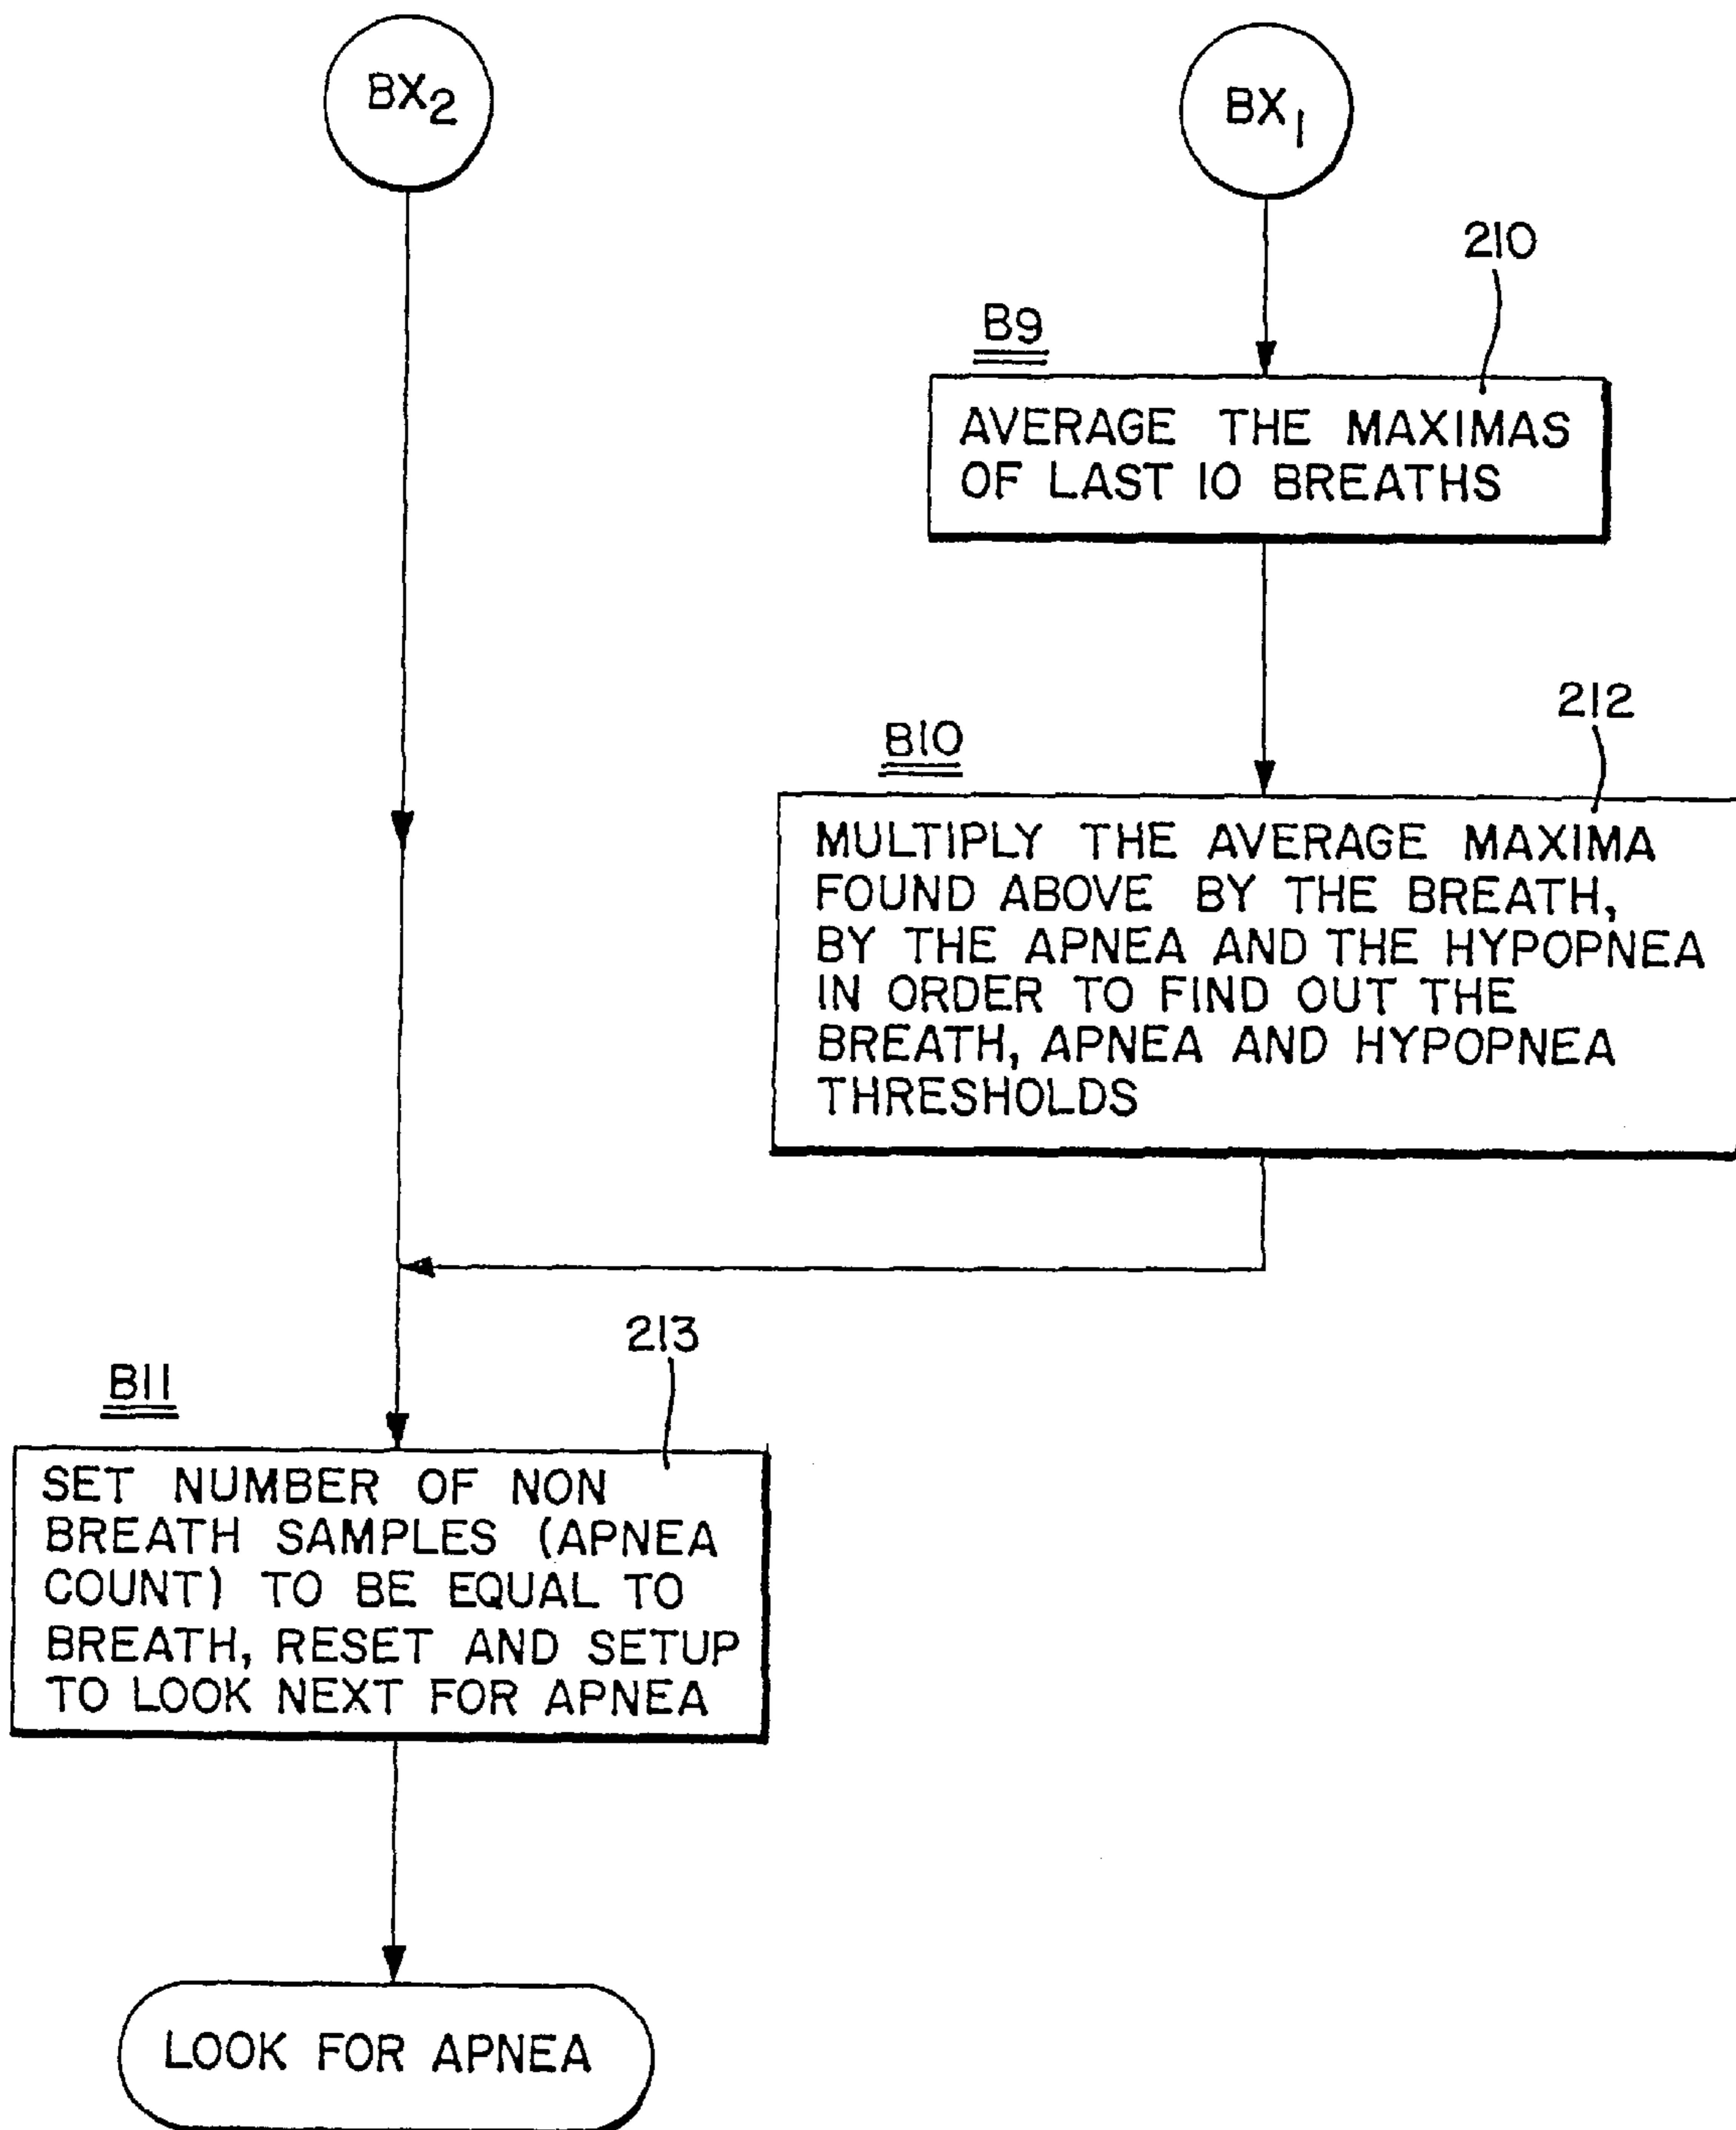 BX2
BX1
210
B9
AVERAGE THE MAXIMAS
OF LAST 10 BREATHS
212
B10
MULTIPLY THE AVERAGE MAXIMA
FOUND ABOVE BY THE BREATH,
BY THE APNEA AND THE HYPOPNEA
IN ORDER TO FIND OUT THE
BREATH, APNEA AND HYPOPNEA
THRESHOLDS
213
B11
SET NUMBER OF NON
BREATH SAMPLES (APNEA
COUNT) TO BE EQUAL TO
BREATH, RESET AND SETUP
TO LOOK NEXT FOR APNEA
LOOK FOR APNEA